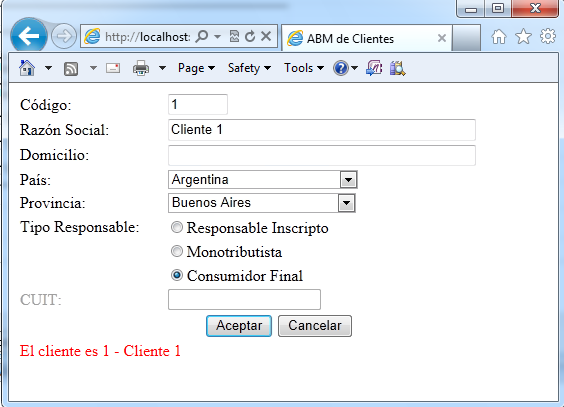 http://localhost:
ABM de Clientes
Page
Safety
Tools
Código:
1
Razón Social:
Cliente 1
Domicilio:
País:
Argentina
Provincia:
Buenos Aires
Tipo Responsable:
Responsable Inscripto
Monotributista
Consumidor Final
CUIT:
Aceptar
Cancelar
El cliente es 1 - Cliente 1